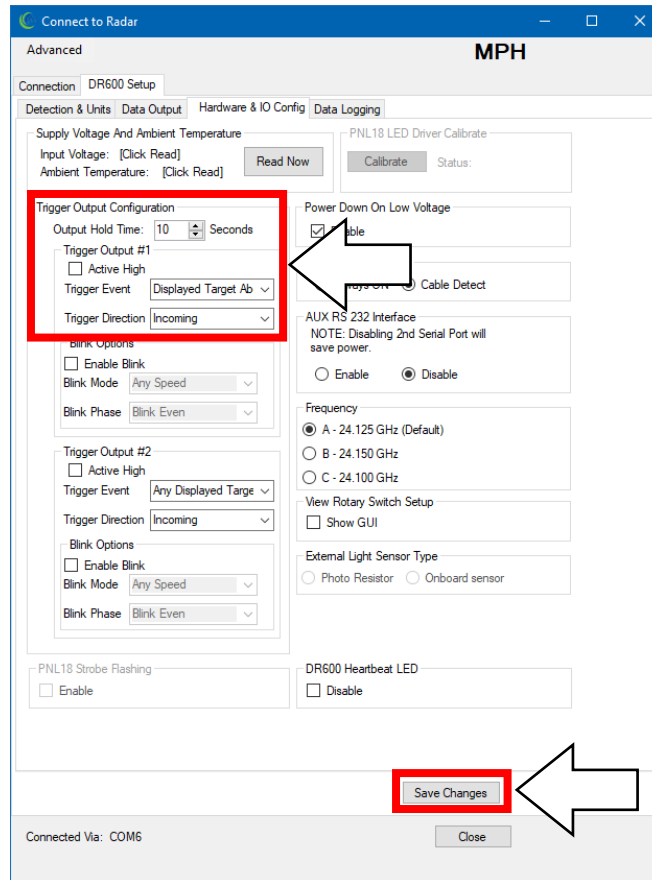 Connect to Radar
Advanced
MPH
Connection DR600 Setup
Detection & Units Data Output Hardware & IO Config Data Logging
Supply Voltage And Ambient Temperature
Input Voltage: [Click Read]
Ambient Temperature: [Click Read]
Read Now
PNL18 LED Driver Calibrate
Calibrate Status:
Trigger Output Configuration
Output Hold Time: 10 Seconds
Trigger Output #1
Active High
Trigger Event Displayed Target Ab
Trigger Direction Incoming
Blink Options
Enable Blink
Blink Mode Any Speed
Blink Phase Blink Even
Trigger Output #2
Active High
Trigger Event Any Displayed Targe
Trigger Direction Incoming
Blink Options
Enable Blink
Blink Mode Any Speed
Blink Phase Blink Even
PNL18 Strobe Flashing
Enable
Power Down On Low Voltage
ON Cable Detect
AUX RS 232 Interface
NOTE: Disabling 2nd Serial Port will
save power.
Enable Disable
Frequency
A - 24.125 GHz (Default)
B - 24.150 GHz
C - 24.100 GHz
View Rotary Switch Setup
Show GUI
External Light Sensor Type
Photo Resistor Onboard sensor
DR600 Heartbeat LED
Disable
Save Changes
Connected Via: COM6
Close